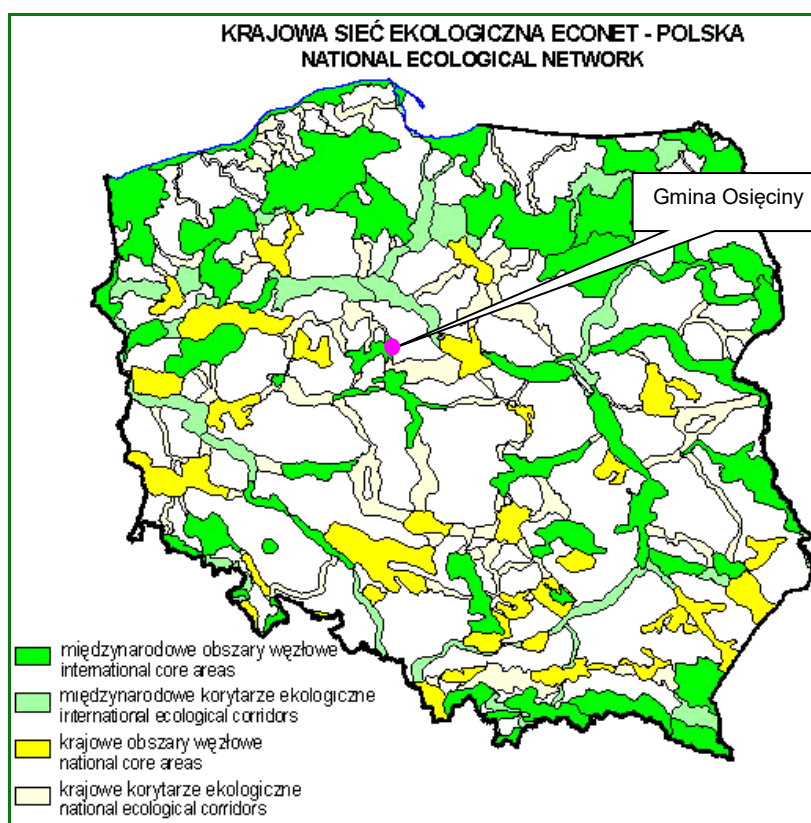 KRAJOWA SIEĆ EKOLOGICZNA ECONET - POLSKA
NATIONAL ECOLOGICAL NETWORK
Gmina Osięciny
międzynarodowe obszary węzłowe
international core areas
międzynarodowe korytarze ekologiczne
international ecological corridors
krajowe obszary węzłowe
national core areas
krajowe korytarze ekologiczne
national ecological corridors